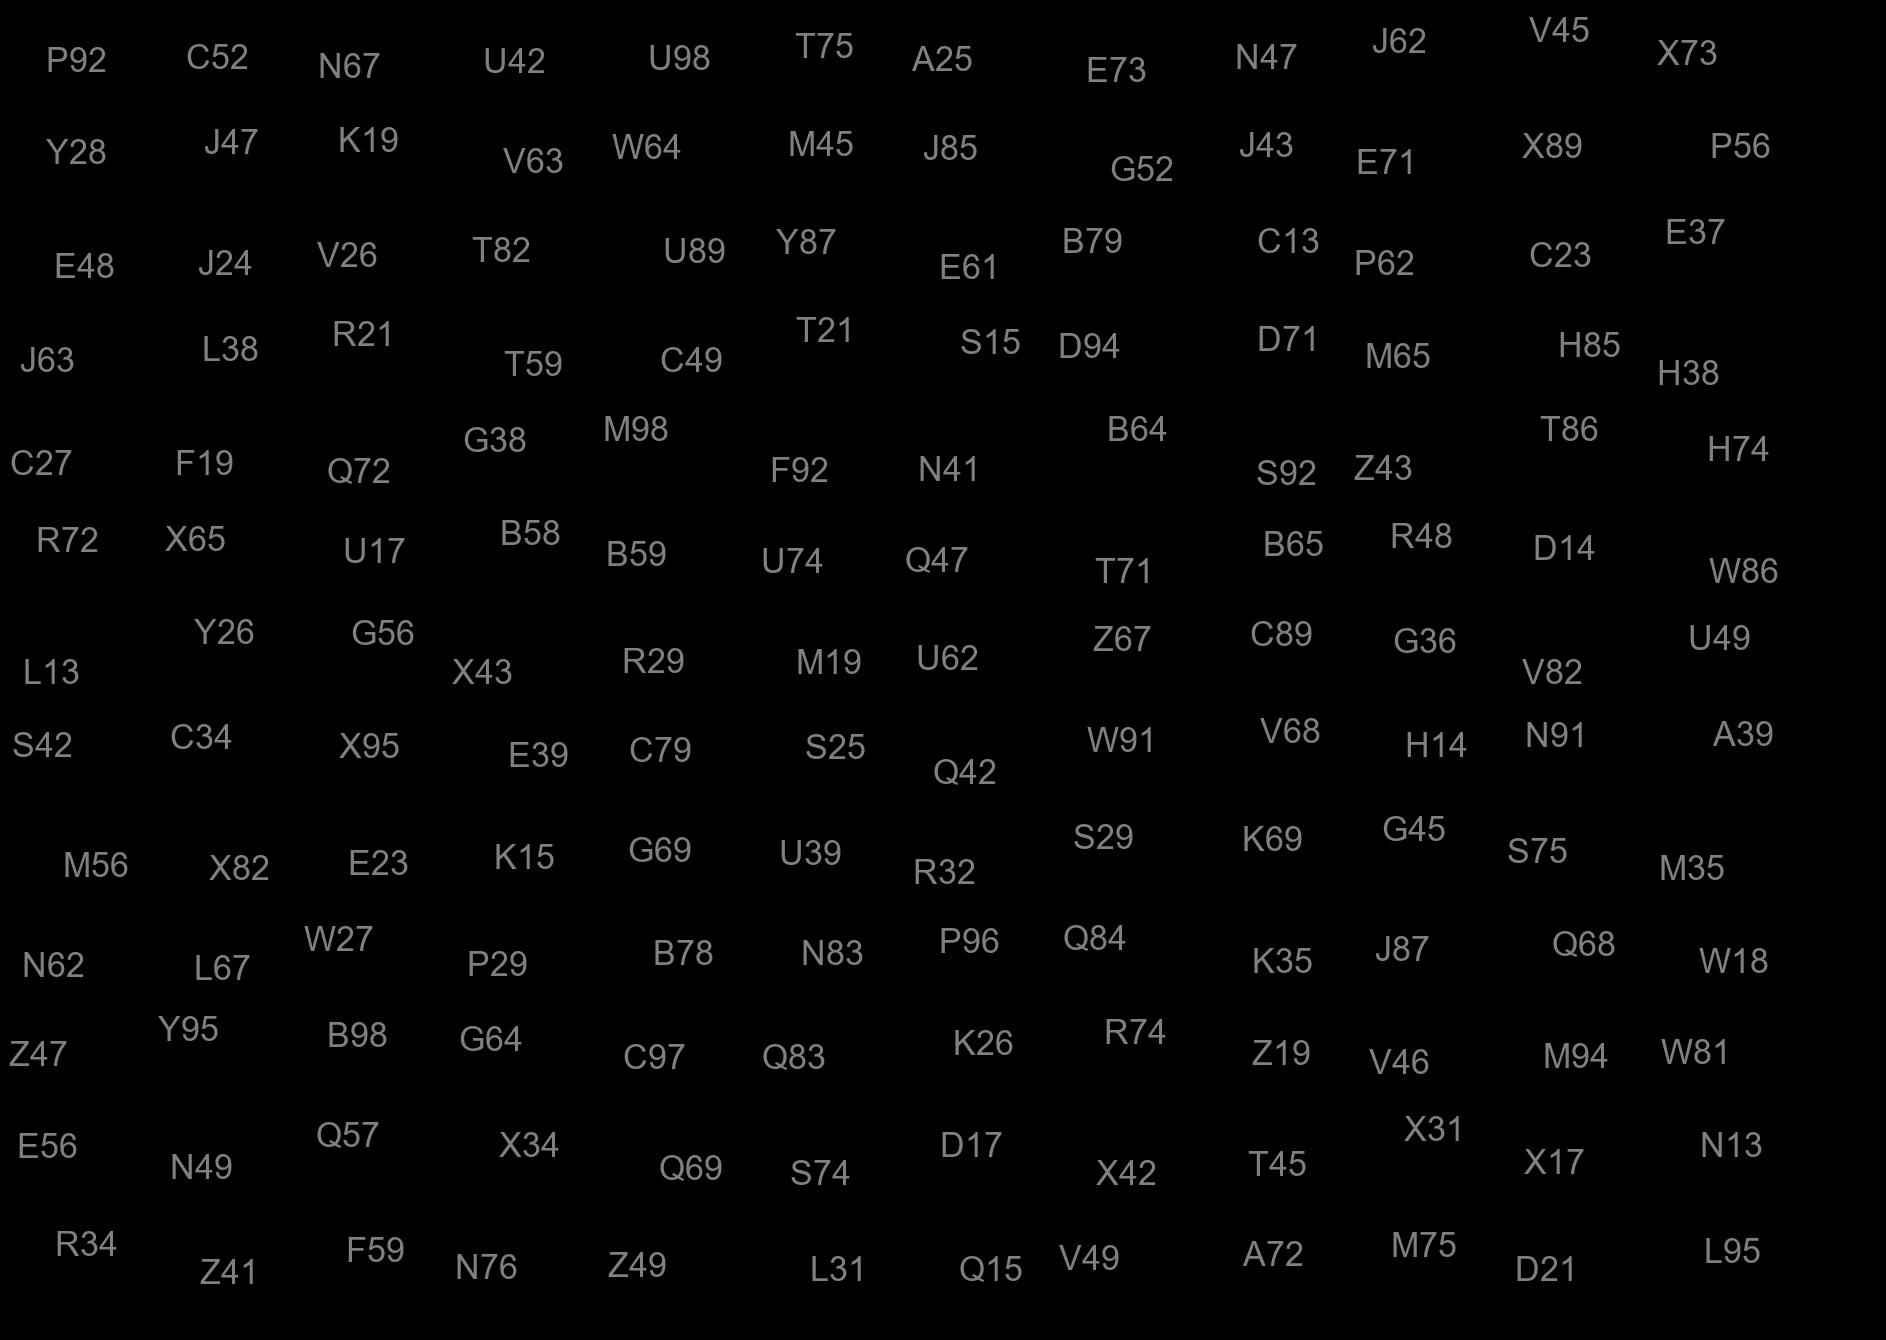 P92 C52 N67 U42 U98 T75 A25 E73 N47 J62 V45 X73
Y28 J47 K19 V63 W64 M45 J85 G52 J43 E71 X89 P56
E48 J24 V26 T82 U89 Y87 E61 B79 C13 P62 C23 E37
J63 L38 R21 T59 C49 T21 S15 D94 D71 M65 H85 H38
C27 F19 Q72 G38 M98 F92 N41 B64 S92 Z43 T86 H74
R72 X65 U17 B58 B59 U74 Q47 T71 B65 R48 D14 W86
L13 Y26 G56 X43 R29 M19 U62 Z67 C89 G36 V82 U49
S42 C34 X95 E39 C79 S25 Q42 W91 V68 H14 N91 A39
M56 X82 E23 K15 G69 U39 R32 S29 K69 G45 S75 M35
N62 L67 W27 P29 B78 N83 P96 Q84 K35 J87 Q68 W18
Z47 Y95 B98 G64 C97 Q83 K26 R74 Z19 V46 M94 W81
E56 N49 Q57 X34 Q69 S74 D17 X42 T45 X31 X17 N13
R34 Z41 F59 N76 Z49 L31 Q15 V49 A72 M75 D21 L95